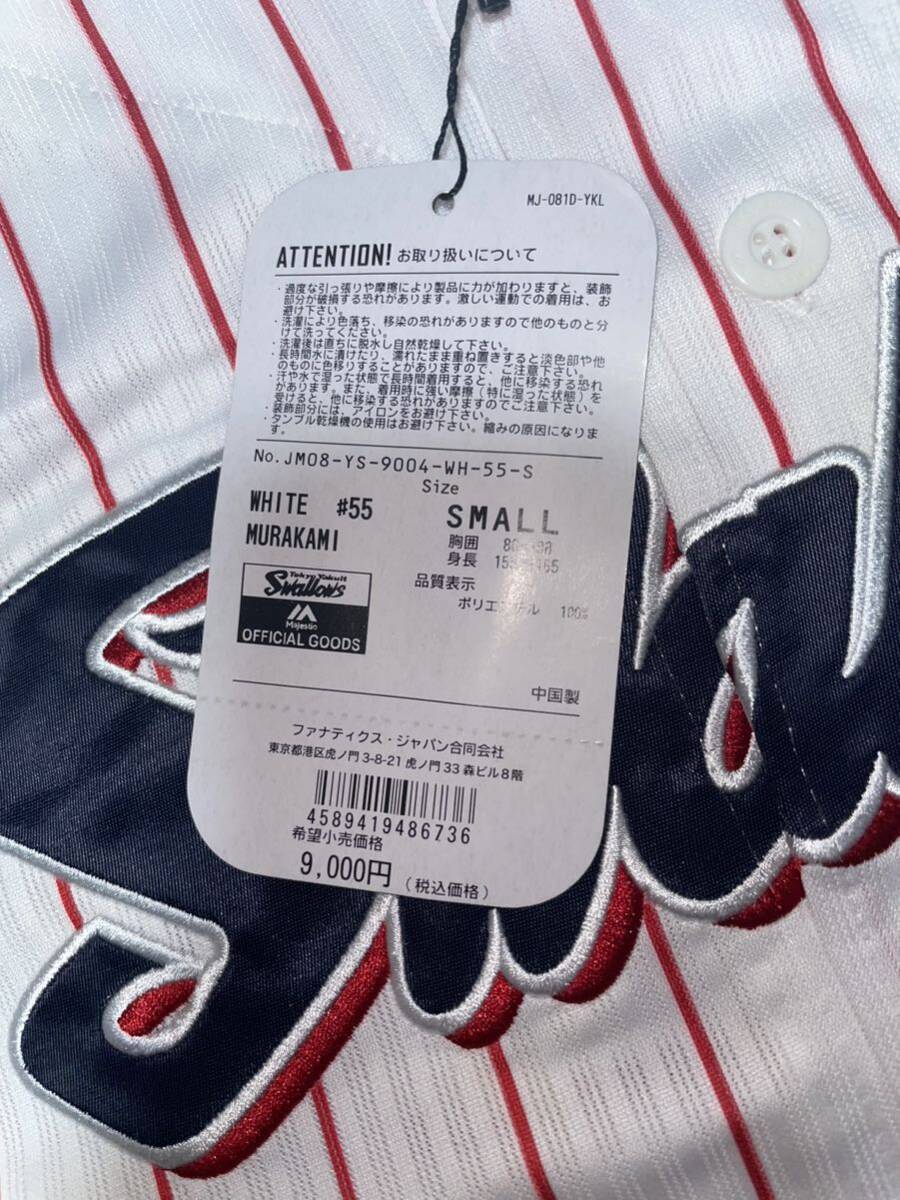 MJ-081D-YKL
ATTENTION! お取り扱いについて
・過度な引っ張りや摩擦により製品に力が加わりますと、装飾
部分が破損する恐れがあります。激しい運動での着用は、お
避け下さい。
・洗濯により色落ち、移染の恐れがありますので他のものと分
けて洗ってください。
・洗濯後は直ちに脱水し自然乾燥して下さい。
・長時間水に漬けたり、濡れたまま重ね置きすると淡色部や他
のものに色移りすることがありますので、ご注意下さい。
・汗や水で湿った状態で長時間着用すると、他に移染する恐れ
があります。また、着用時に強い摩擦（特に湿った状態）を
受けると、他に移染する恐れがありますのでご注意下さい。
・装飾部分には、アイロンをお避け下さい。
・タンブル乾燥機の使用はお避け下さい。縮みの原因になりま
す。
No.JM08-YS-9004-WH-55-S
Size
WHITE #55
SMALL
MURAKAMI
胸囲
身長
品質表示
ポリエステル 100%
Tokyo Yakult
Swallows
Majestic
OFFICIAL GOODS
中国製
ファナティクス・ジャパン合同会社
東京都港区虎ノ門3-8-21 虎ノ門33森ビル8階
4589419486736
希望小売価格
9,000円 （税込価格）